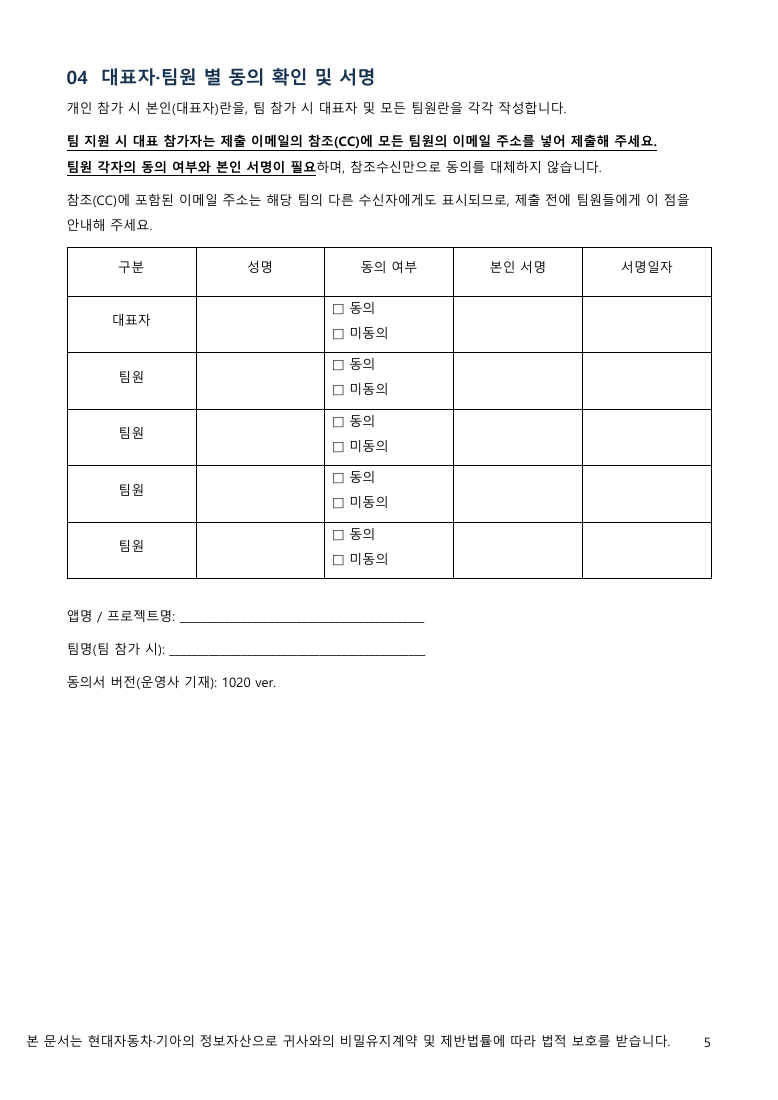 04 대표자·팀원 별 동의 확인 및 서명
개인 참가 시 본인(대표자)란을, 팀 참가 시 대표자 및 모든 팀원란을 각각 작성합니다.
팀 지원 시 대표 참가자는 제출 이메일의 참조(CC)에 모든 팀원의 이메일 주소를 넣어 제출해 주세요.
팀원 각자의 동의 여부와 본인 서명이 필요하며, 참조수신만으로 동의를 대체하지 않습니다.
참조(CC)에 포함된 이메일 주소는 해당 팀의 다른 수신자에게도 표시되므로, 제출 전에 팀원들에게 이 점을
안내해 주세요.
구분 성명 동의 여부 본인 서명 서명일자
대표자
☐ 동의
☐ 미동의
팀원
☐ 동의
☐ 미동의
팀원
☐ 동의
☐ 미동의
팀원
☐ 동의
☐ 미동의
팀원
☐ 동의
☐ 미동의
앱명 / 프로젝트명: ________________________________
팀명(팀 참가 시): __________________________________
동의서 버전(운영사 기재): 1020 ver.
본 문서는 현대자동차·기아의 정보자산으로 귀사와의 비밀유지계약 및 제반법률에 따라 법적 보호를 받습니다. 5